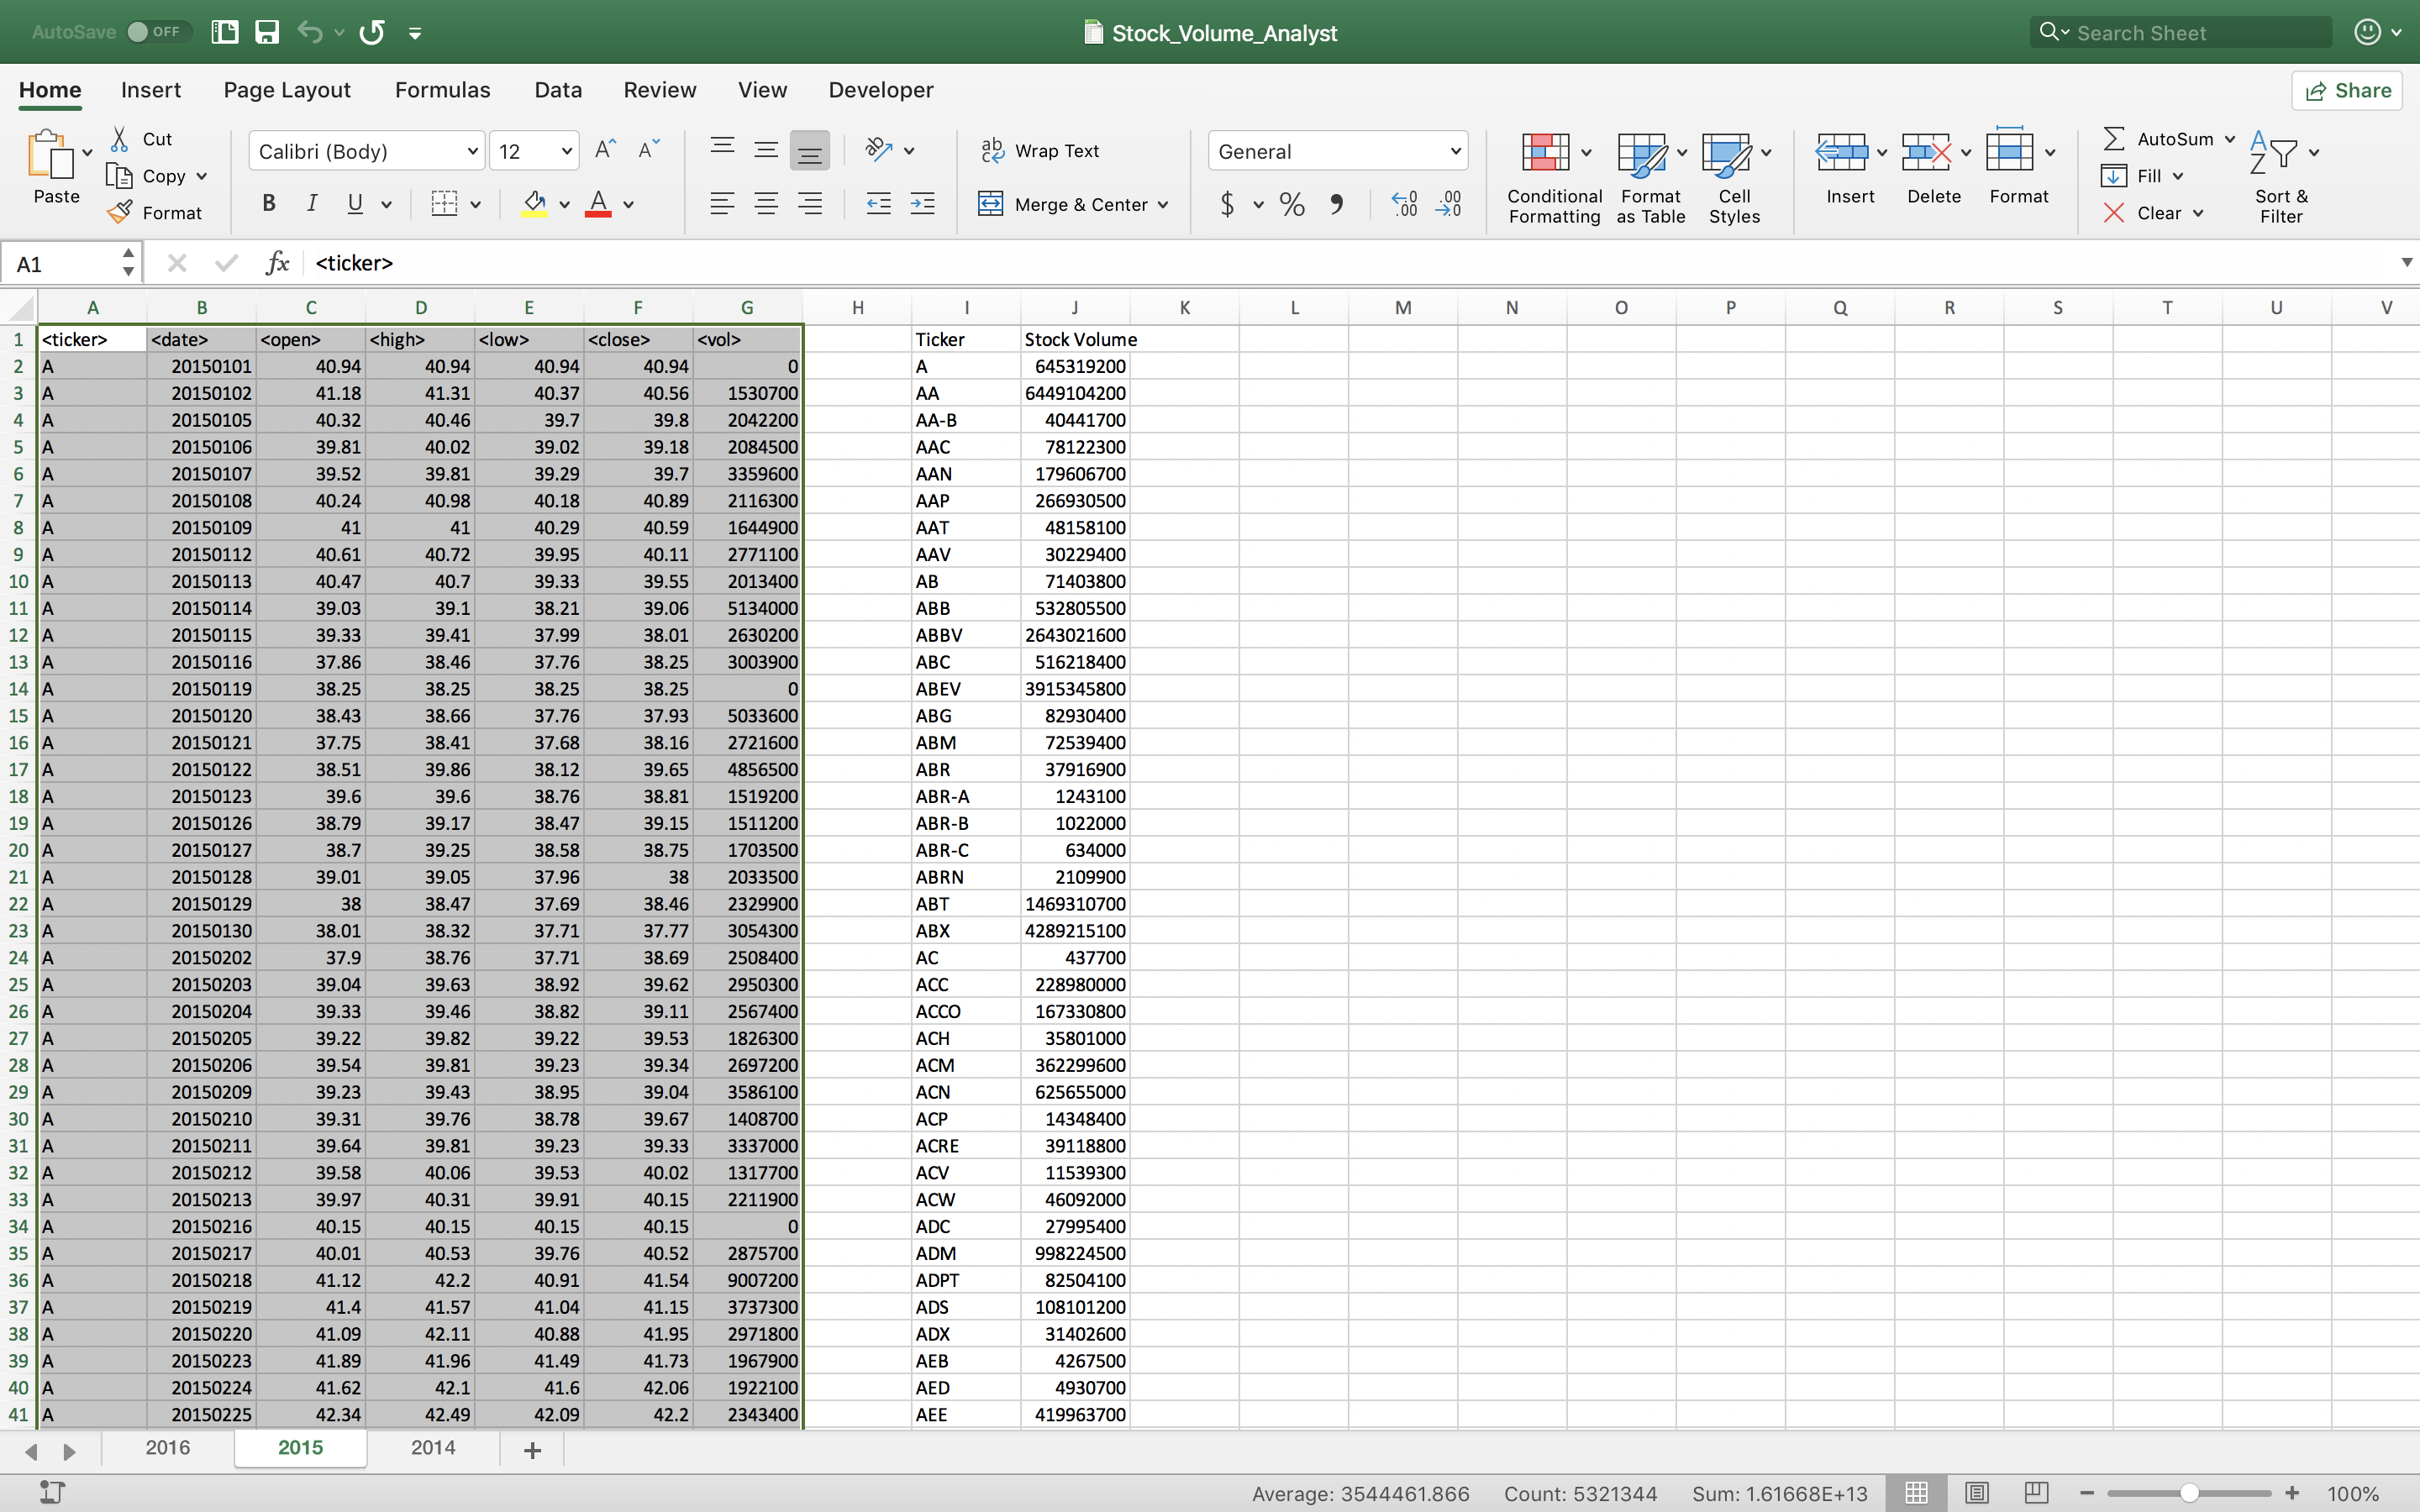 AutoSave OFF Stock_Volume_Analyst Search Sheet
Home Insert Page Layout Formulas Data Review View Developer Share
Paste Cut Copy Format
Calibri (Body) 12
B I U
Wrap Text
Merge & Center
General
$ % ,
Conditional Formatting Format as Table Cell Styles
Insert Delete Format
AutoSum Fill Clear
Sort & Filter
A1 fx <ticker>
A B C D E F G H I J K L M N O P Q R S T U V
1 <ticker> <date> <open> <high> <low> <close> <vol> Ticker Stock Volume
2 A 20150101 40.94 40.94 40.94 40.94 0 A 645319200
3 A 20150102 41.18 41.31 40.37 40.56 1530700 AA 6449104200
4 A 20150105 40.32 40.46 39.7 39.8 2042200 AA-B 40441700
5 A 20150106 39.81 40.02 39.02 39.18 2084500 AAC 78122300
6 A 20150107 39.52 39.81 39.29 39.7 3359600 AAN 179606700
7 A 20150108 40.24 40.98 40.18 40.89 2116300 AAP 266930500
8 A 20150109 41 41 40.29 40.59 1644900 AAT 48158100
9 A 20150112 40.61 40.72 39.95 40.11 2771100 AAV 30229400
10 A 20150113 40.47 40.7 39.33 39.55 2013400 AB 71403800
11 A 20150114 39.03 39.1 38.21 39.06 5134000 ABB 532805500
12 A 20150115 39.33 39.41 37.99 38.01 2630200 ABBV 2643021600
13 A 20150116 37.86 38.46 37.76 38.25 3003900 ABC 516218400
14 A 20150119 38.25 38.25 38.25 38.25 0 ABEV 3915345800
15 A 20150120 38.43 38.66 37.76 37.93 5033600 ABG 82930400
16 A 20150121 37.75 38.41 37.68 38.16 2721600 ABM 72539400
17 A 20150122 38.51 39.86 38.12 39.65 4856500 ABR 37916900
18 A 20150123 39.6 39.6 38.76 38.81 1519200 ABR-A 1243100
19 A 20150126 38.79 39.17 38.47 39.15 1511200 ABR-B 1022000
20 A 20150127 38.7 39.25 38.58 38.75 1703500 ABR-C 634000
21 A 20150128 39.01 39.05 37.96 38 2033500 ABRN 2109900
22 A 20150129 38 38.47 37.69 38.46 2329900 ABT 1469310700
23 A 20150130 38.01 38.32 37.71 37.77 3054300 ABX 4289215100
24 A 20150202 37.9 38.76 37.71 38.69 2508400 AC 437700
25 A 20150203 39.04 39.63 38.92 39.62 2950300 ACC 228980000
26 A 20150204 39.33 39.46 38.82 39.11 2567400 ACCO 167330800
27 A 20150205 39.22 39.82 39.22 39.53 1826300 ACH 35801000
28 A 20150206 39.54 39.81 39.23 39.34 2697200 ACM 362299600
29 A 20150209 39.23 39.43 38.95 39.04 3586100 ACN 625655000
30 A 20150210 39.31 39.76 38.78 39.67 1408700 ACP 14348400
31 A 20150211 39.64 39.81 39.23 39.33 3337000 ACRE 39118800
32 A 20150212 39.58 40.06 39.53 40.02 1317700 ACV 11539300
33 A 20150213 39.97 40.31 39.91 40.15 2211900 ACW 46092000
34 A 20150216 40.15 40.15 40.15 40.15 0 ADC 27995400
35 A 20150217 40.01 40.53 39.76 40.52 2875700 ADM 998224500
36 A 20150218 41.12 42.2 40.91 41.54 9007200 ADPT 82504100
37 A 20150219 41.4 41.57 41.04 41.15 3737300 ADS 108101200
38 A 20150220 41.09 42.11 40.88 41.95 2971800 ADX 31402600
39 A 20150223 41.89 41.96 41.49 41.73 1967900 AEB 4267500
40 A 20150224 41.62 42.1 41.6 42.06 1922100 AED 4930700
41 A 20150225 42.34 42.49 42.09 42.2 2343400 AEE 419963700
2016 2015 2014 +
Average: 3544461.866 Count: 5321344 Sum: 1.61668E+13 100%